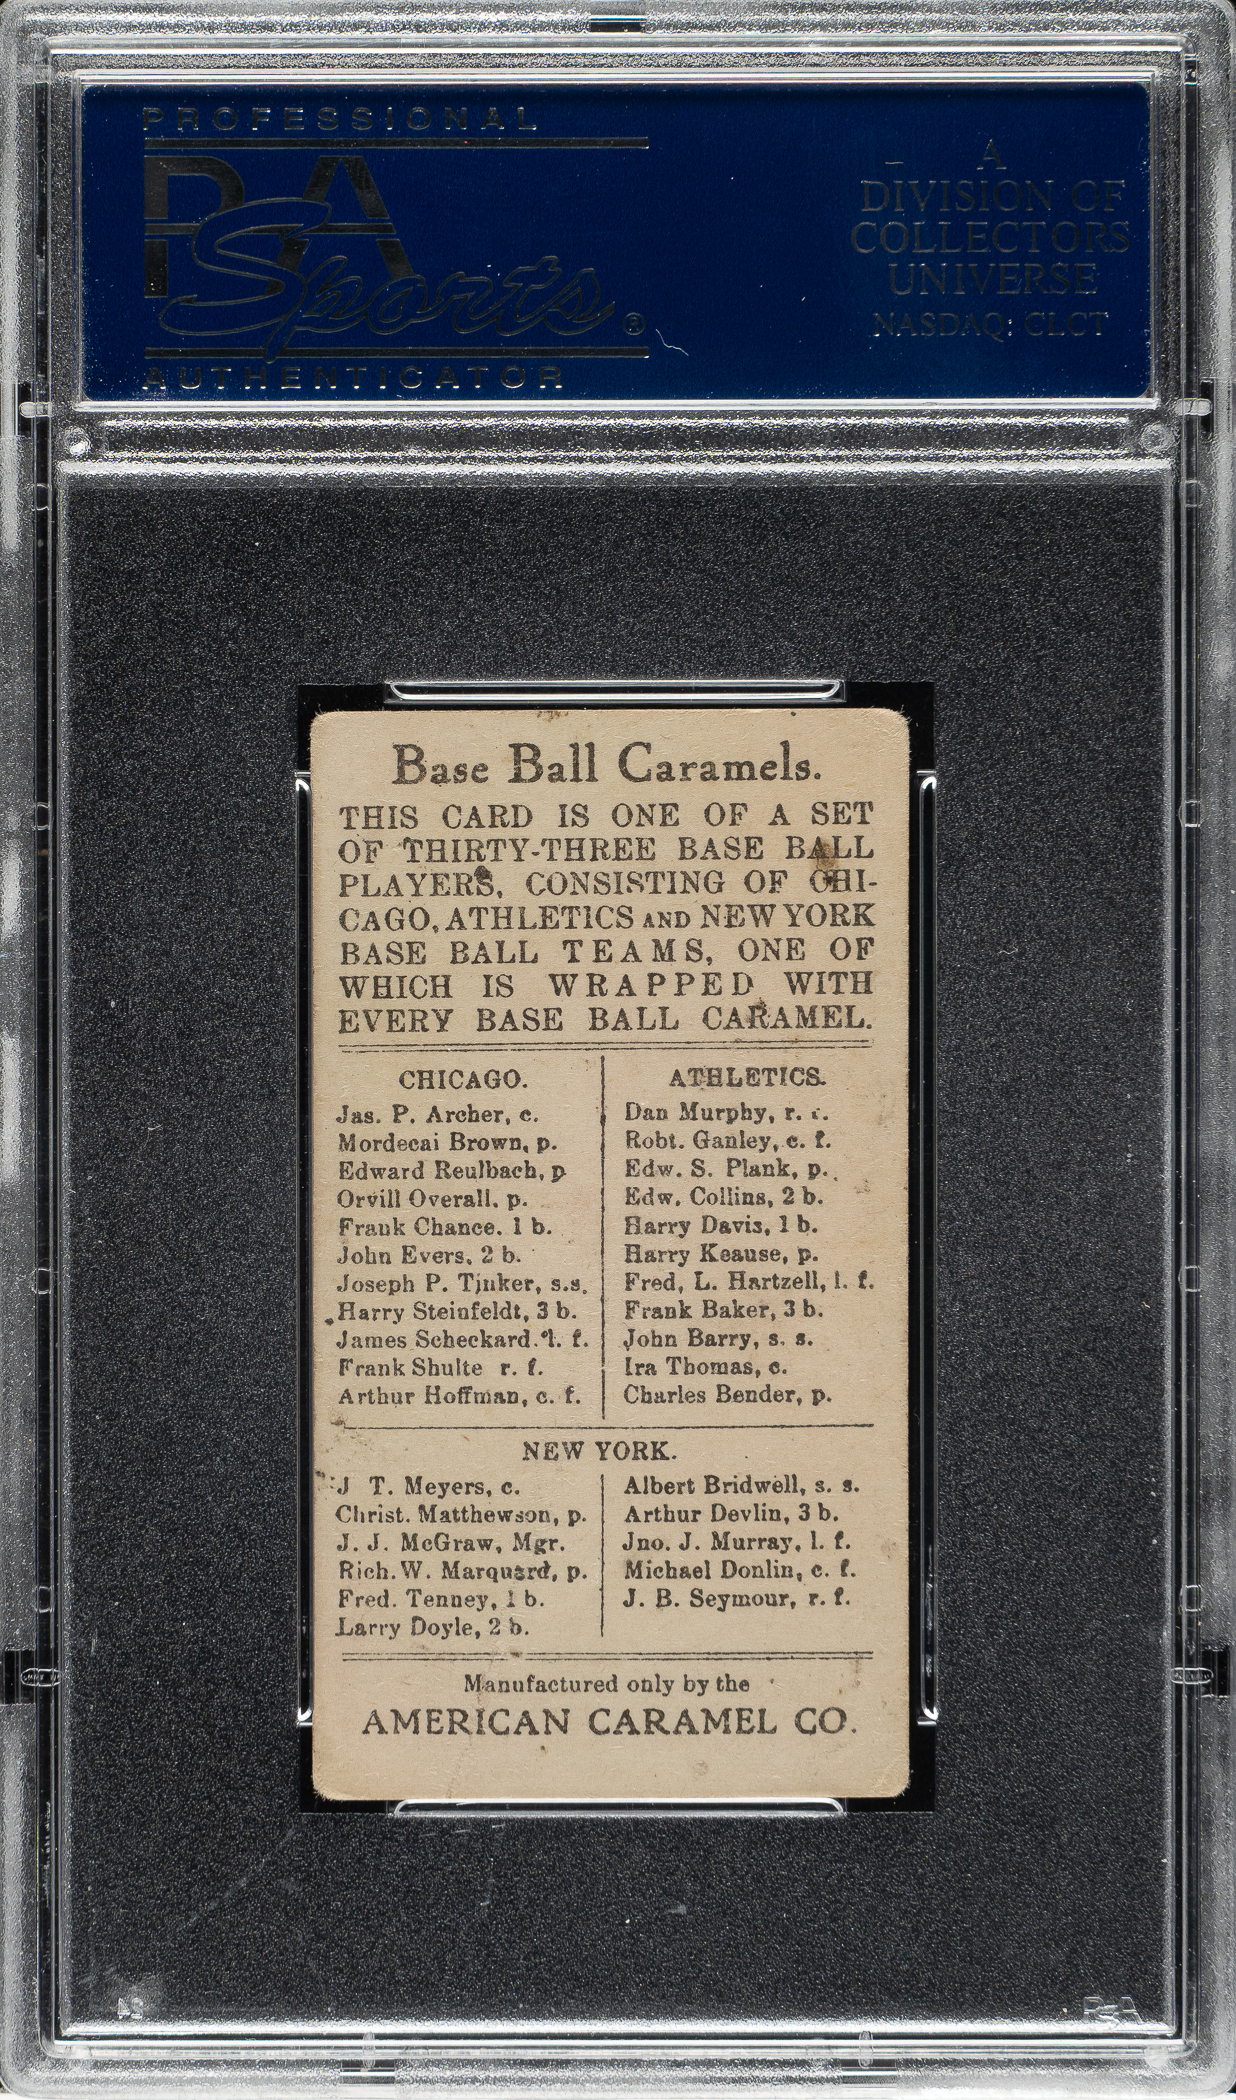 PROFESSIONAL
PSA
Sports®
AUTHENTICATOR
A
DIVISION OF
COLLECTORS
UNIVERSE
NASDAQ: CLCT
Base Ball Caramels.
THIS CARD IS ONE OF A SET
OF THIRTY-THREE BASE BALL
PLAYERS, CONSISTING OF CHI-
CAGO, ATHLETICS AND NEW YORK
BASE BALL TEAMS, ONE OF
WHICH IS WRAPPED WITH
EVERY BASE BALL CARAMEL.
CHICAGO.
Jas. P. Archer, c.
Mordecai Brown, p.
Edward Reulbach, p
Orvill Overall, p.
Frank Chance. 1 b.
John Evers, 2 b.
Joseph P. Tinker, s.s.
Harry Steinfeldt, 3 b.
James Scheckard. l. f.
Frank Shulte r. f.
Arthur Hoffman, c. f.
ATHLETICS.
Dan Murphy, r.
Robt. Ganley, c. f.
Edw. S. Plank, p.
Edw. Collins, 2 b.
Harry Davis, 1 b.
Harry Keause, p.
Fred, L. Hartzell, l. f.
Frank Baker, 3 b.
John Barry, s. s.
Ira Thomas, c.
Charles Bender, p.
NEW YORK.
J T. Meyers, c.
Christ. Matthewson, p.
J. J. McGraw, Mgr.
Rich. W. Marquard, p.
Fred. Tenney, 1 b.
Larry Doyle, 2 b.
Albert Bridwell, s. s.
Arthur Devlin, 3 b.
Jno. J. Murray, l. f.
Michael Donlin, c. f.
J. B. Seymour, r. f.
Manufactured only by the
AMERICAN CARAMEL CO.
PSA